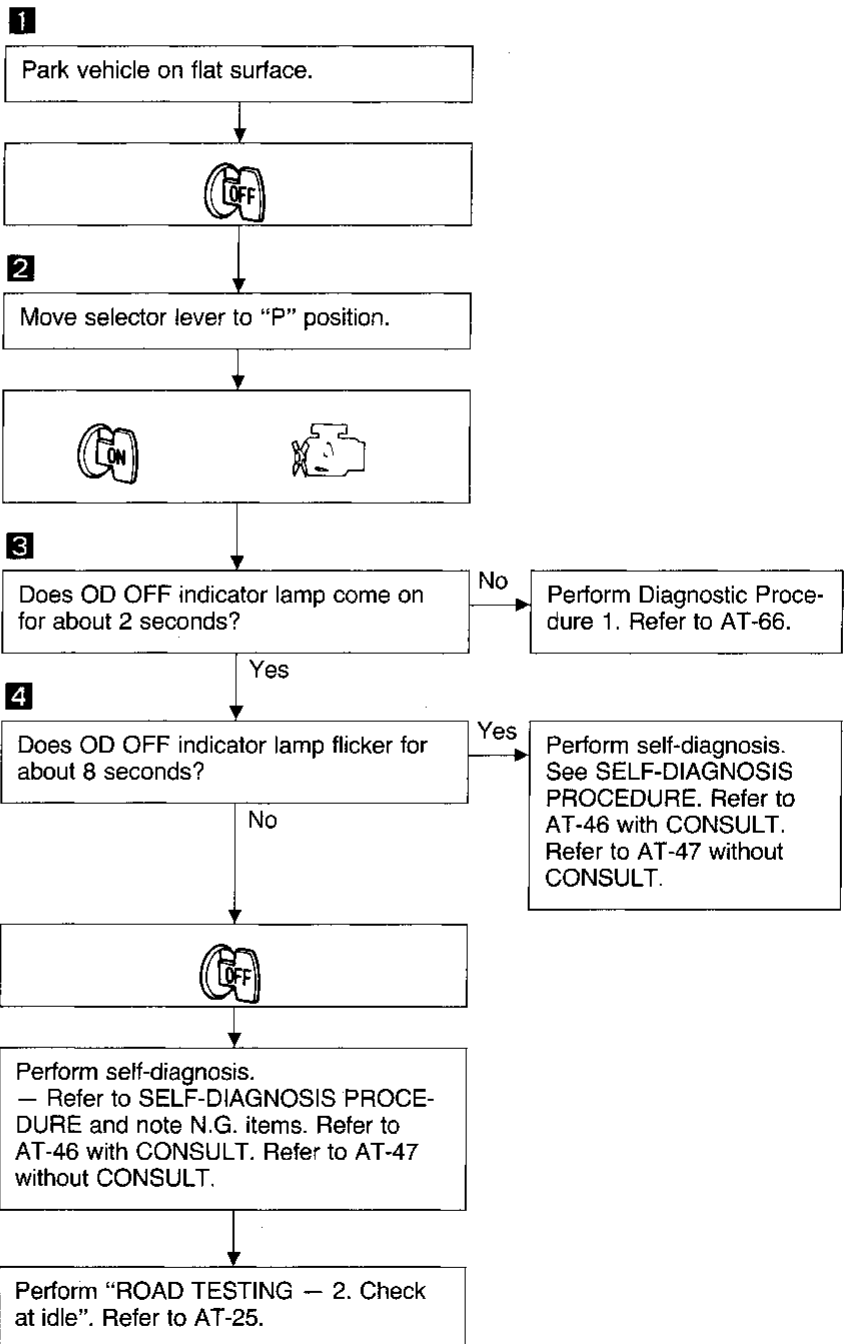 1
Park vehicle on flat surface.
OFF
2
Move selector lever to “P” position.
ON
3
Does OD OFF indicator lamp come on
for about 2 seconds?
No
Perform Diagnostic Proce-
dure 1. Refer to AT-66.
Yes
4
Does OD OFF indicator lamp flicker for
about 8 seconds?
Yes
Perform self-diagnosis.
See SELF-DIAGNOSIS
PROCEDURE. Refer to
AT-46 with CONSULT.
Refer to AT-47 without
CONSULT.
No
OFF
Perform self-diagnosis.
— Refer to SELF-DIAGNOSIS PROCE-
DURE and note N.G. items. Refer to
AT-46 with CONSULT. Refer to AT-47
without CONSULT.
Perform “ROAD TESTING — 2. Check
at idle”. Refer to AT-25.